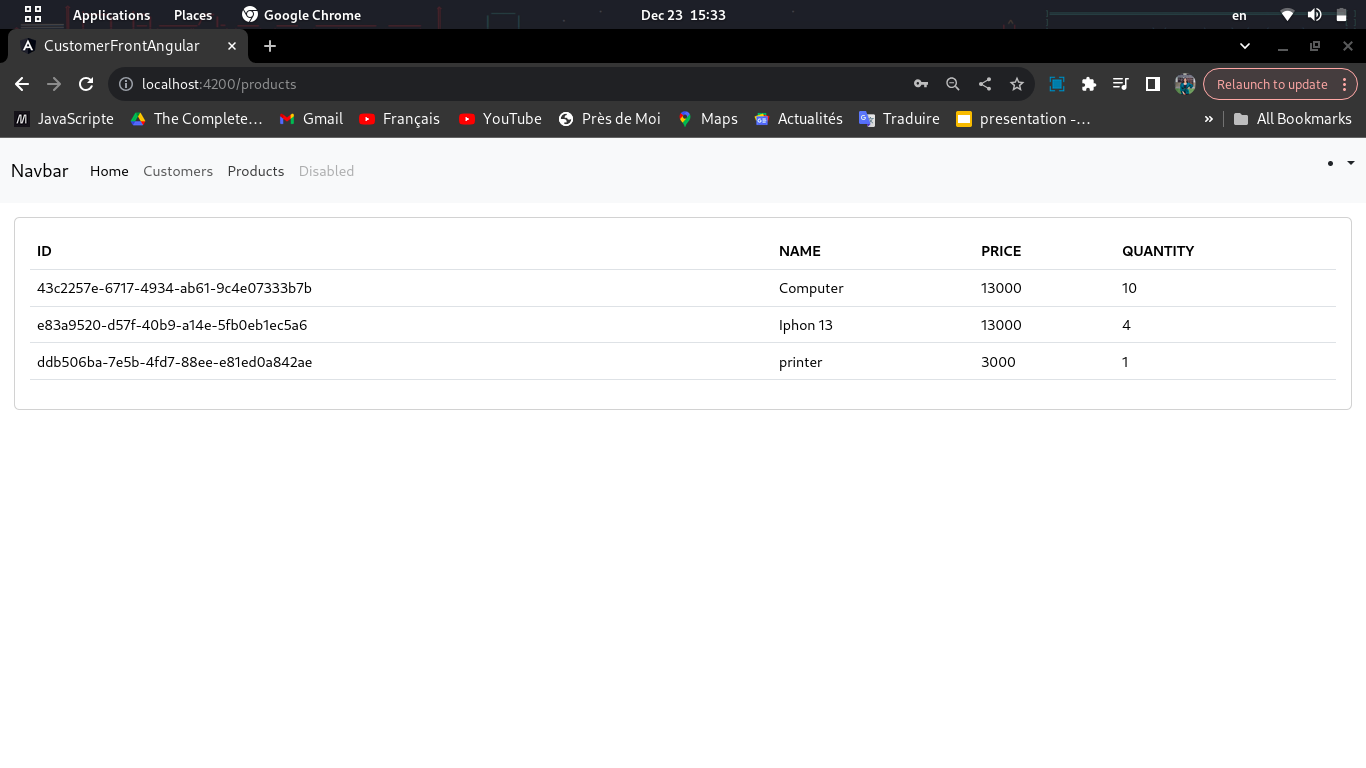 Applications Places Google Chrome Dec 23 15:33 en
CustomerFrontAngular
localhost:4200/products Relaunch to update
JavaScripte The Complete... Gmail Français YouTube Près de Moi Maps Actualités Traduire presentation -... » All Bookmarks
Navbar Home Customers Products Disabled
ID NAME PRICE QUANTITY
43c2257e-6717-4934-ab61-9c4e07333b7b Computer 13000 10
e83a9520-d57f-40b9-a14e-5fb0eb1ec5a6 Iphon 13 13000 4
ddb506ba-7e5b-4fd7-88ee-e81ed0a842ae printer 3000 1